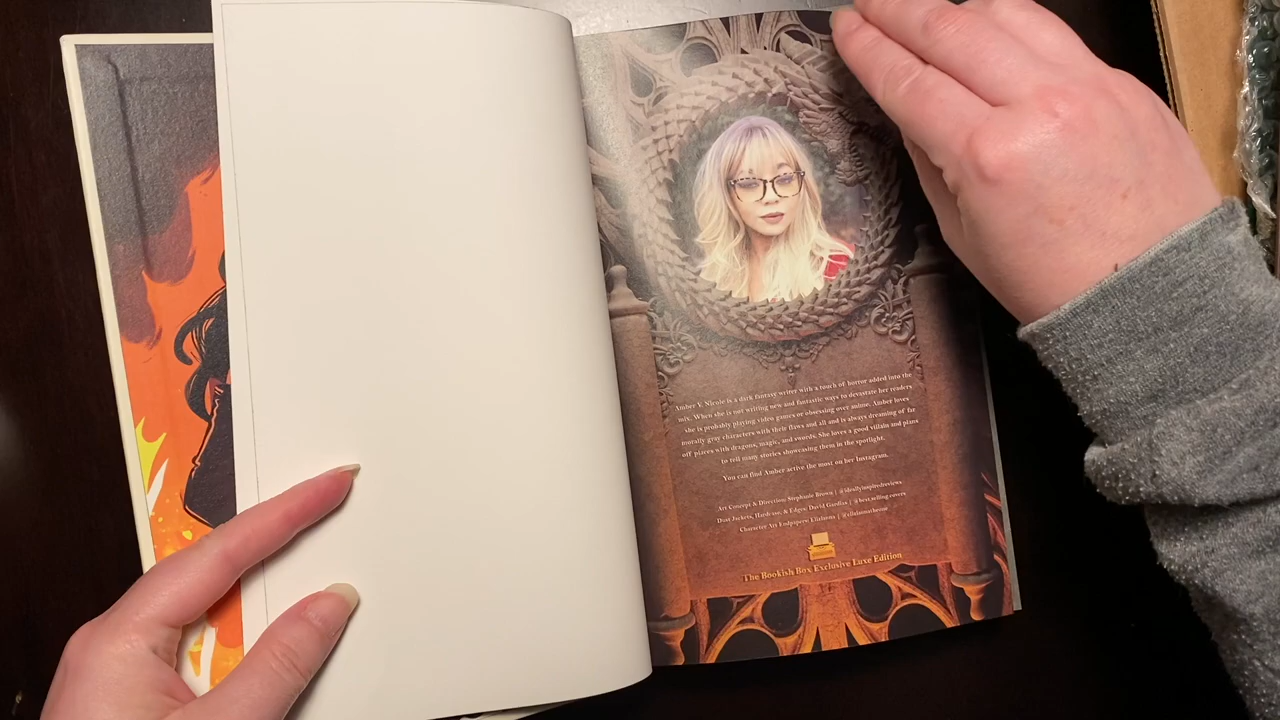 Amber V. Nicole is a dark fantasy writer with a touch of horror added into the
mix. When she is not writing new and fantastic ways to devastate her readers
she is probably playing video games or obsessing over anime. Amber loves
morally gray characters with their flaws and all and is always dreaming of far
off places with dragons, magic, and swords. She loves a good villain and plans
to tell many stories showcasing them in the spotlight.
You can find Amber active the most on her Instagram.
Art Concept & Direction: Stephanie Brown | @ideallyinspiredreviews
Dust Jackets, Hardcase, & Edges: David Gardias | @best.selling.covers
Character Art Endpapers: |
The Bookish Box Exclusive Luxe Edition